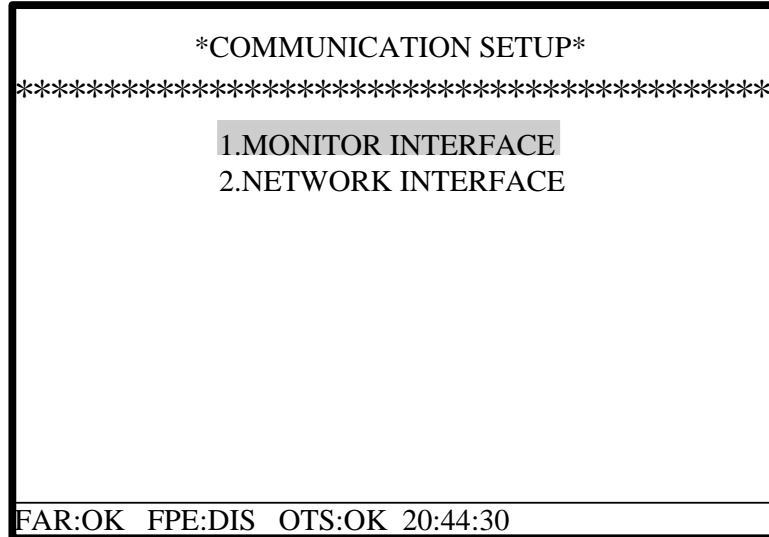 *COMMUNICATION SETUP*
*******************************************
1.MONITOR INTERFACE
2.NETWORK INTERFACE
FAR:OK FPE:DIS OTS:OK 20:44:30